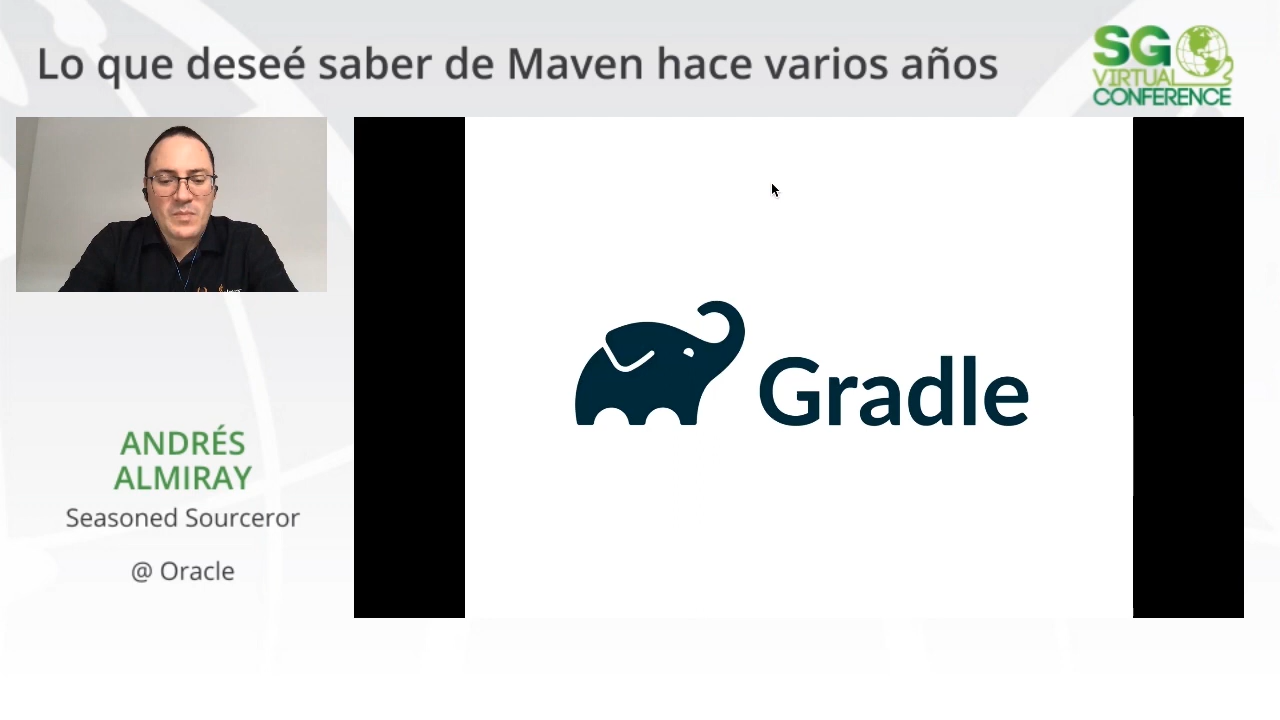 Lo que deseé saber de Maven hace varios años
SG
VIRTUAL
CONFERENCE
Gradle
ANDRÉS
ALMIRAY
Seasoned Sourceror
@ Oracle